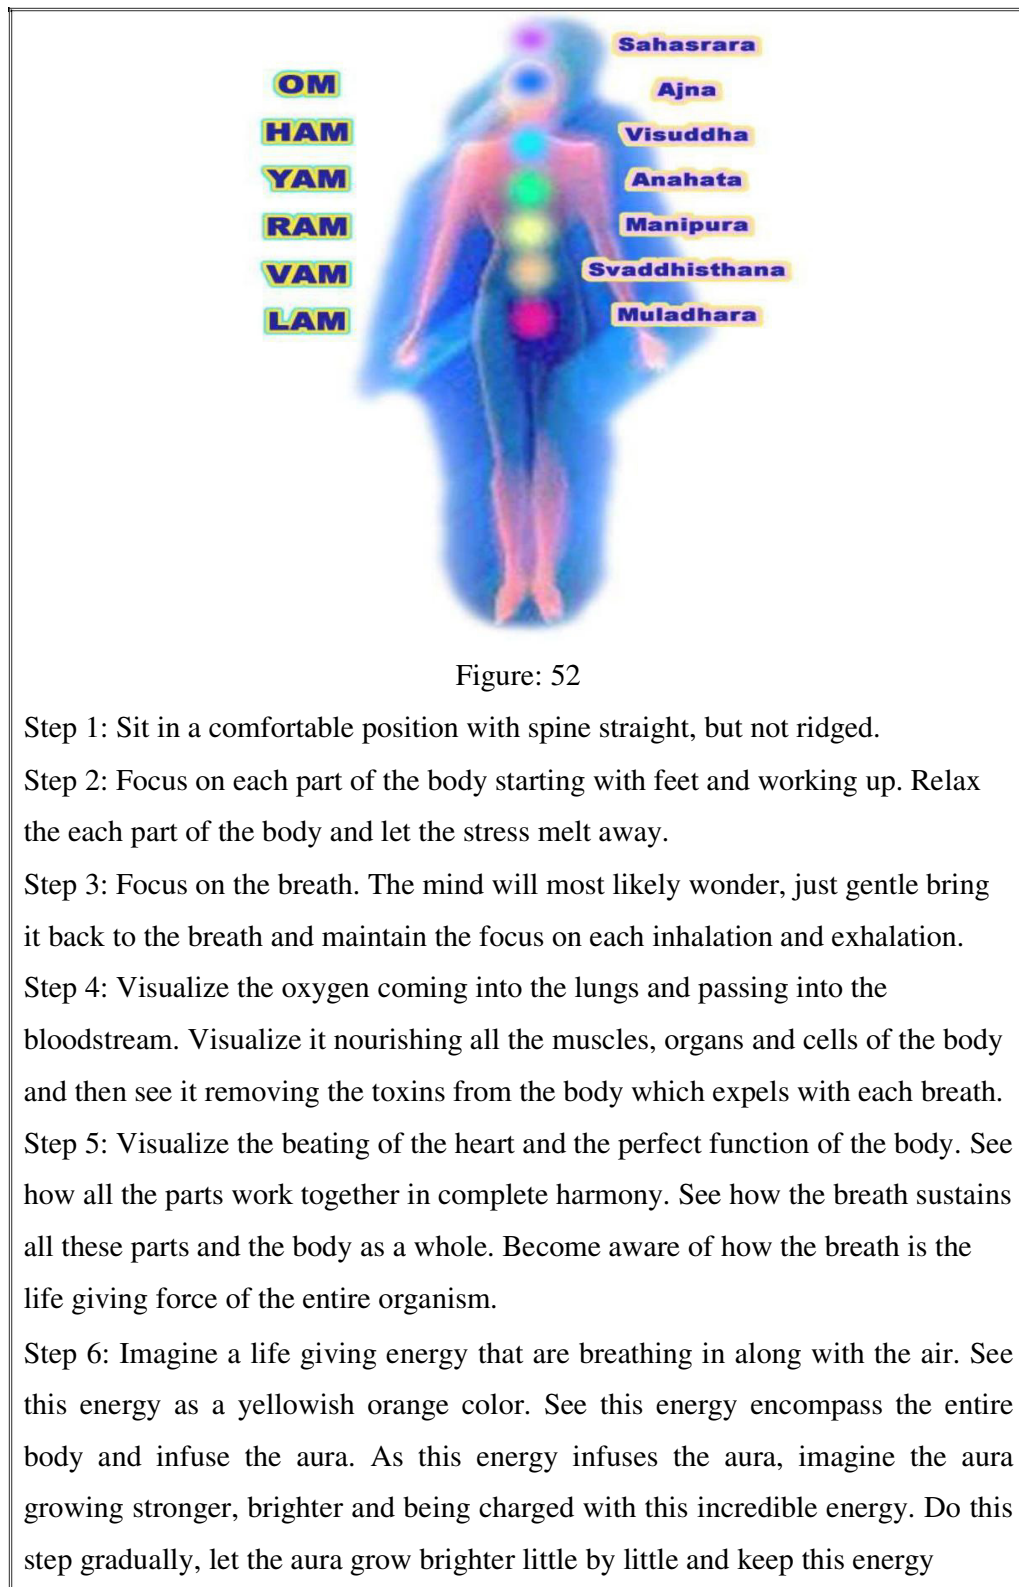 Sahasrara
OM Ajna
HAM Visuddha
YAM Anahata
RAM Manipura
VAM Svaddhisthana
LAM Muladhara
Figure: 52
Step 1: Sit in a comfortable position with spine straight, but not ridged.
Step 2: Focus on each part of the body starting with feet and working up. Relax
the each part of the body and let the stress melt away.
Step 3: Focus on the breath. The mind will most likely wonder, just gentle bring
it back to the breath and maintain the focus on each inhalation and exhalation.
Step 4: Visualize the oxygen coming into the lungs and passing into the
bloodstream. Visualize it nourishing all the muscles, organs and cells of the body
and then see it removing the toxins from the body which expels with each breath.
Step 5: Visualize the beating of the heart and the perfect function of the body. See
how all the parts work together in complete harmony. See how the breath sustains
all these parts and the body as a whole. Become aware of how the breath is the
life giving force of the entire organism.
Step 6: Imagine a life giving energy that are breathing in along with the air. See
this energy as a yellowish orange color. See this energy encompass the entire
body and infuse the aura. As this energy infuses the aura, imagine the aura
growing stronger, brighter and being charged with this incredible energy. Do this
step gradually, let the aura grow brighter little by little and keep this energy